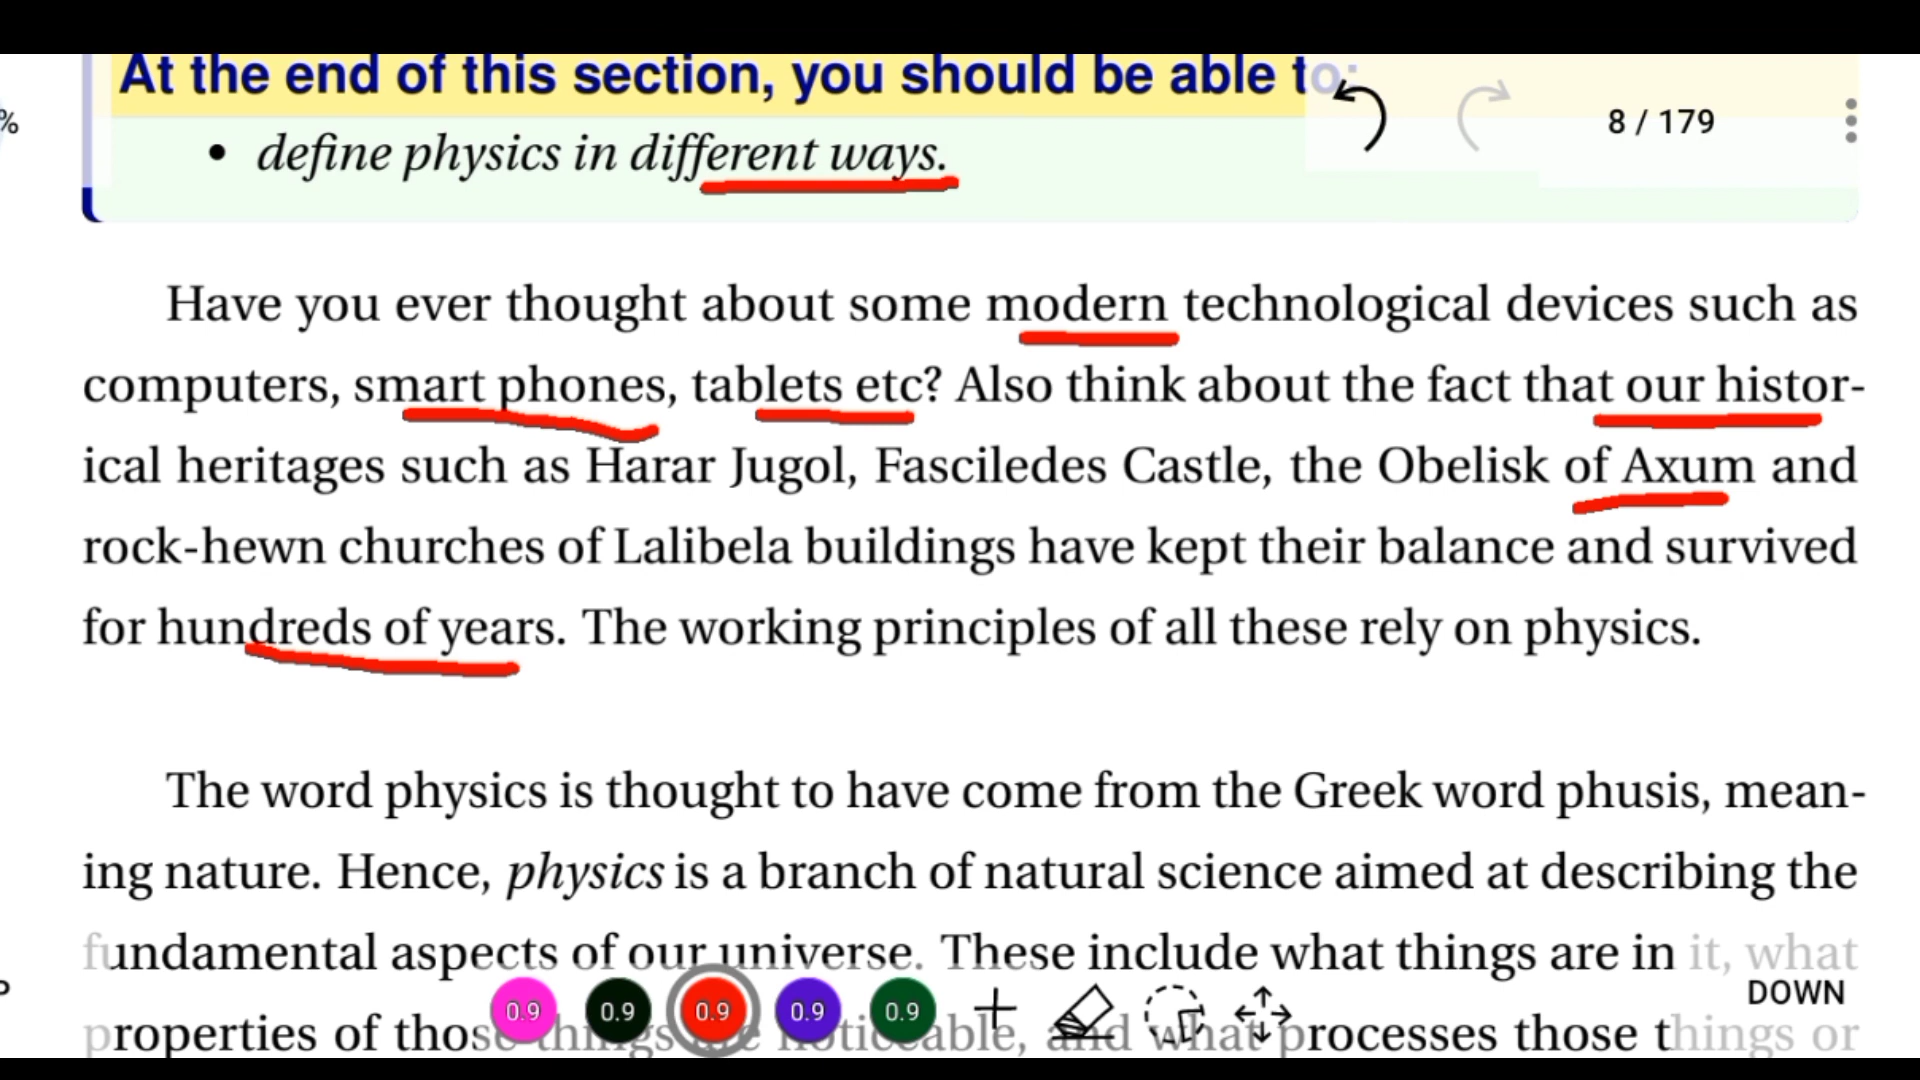 At the end of this section, you should be able to:
%
8 / 179
• define physics in different ways.
Have you ever thought about some modern technological devices such as
computers, smart phones, tablets etc? Also think about the fact that our histor-
ical heritages such as Harar Jugol, Fasciledes Castle, the Obelisk of Axum and
rock-hewn churches of Lalibela buildings have kept their balance and survived
for hundreds of years. The working principles of all these rely on physics.
The word physics is thought to have come from the Greek word phusis, mean-
ing nature. Hence, physics is a branch of natural science aimed at describing the
fundamental aspects of our universe. These include what things are in it, what
DOWN
0.9 0.9 0.9 0.9 0.9
properties of those things are noticeable, and what processes those things or